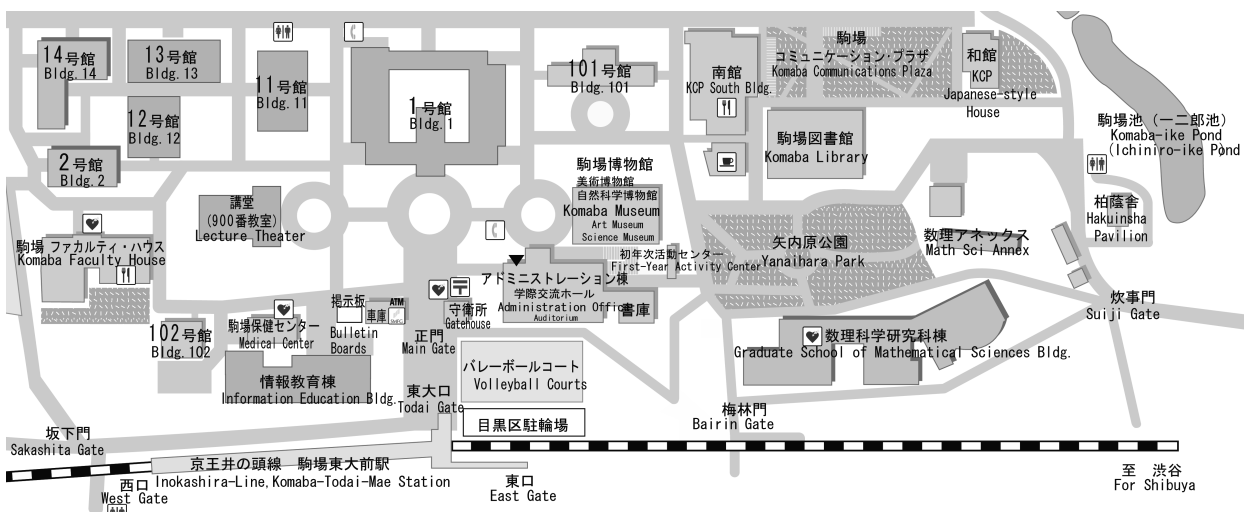 14号館
Bldg.14
13号館
Bldg.13
11号館
Bldg.11
12号館
Bldg.12
2号館
Bldg.2
1号館
Bldg.1
101号館
Bldg.101
南館
KCP South Bldg.
駒場
コミュニケーション・プラザ
Komaba Communications Plaza
和館
KCP
Japanese-style
House
駒場図書館
Komaba Library
駒場池（一二郎池）
Komaba-ike Pond
(Ichiniro-ike Pond)
柏蔭舎
Hakuinsha
Pavilion
講堂
(900番教室)
Lecture Theater
駒場博物館
美術博物館
自然科学博物館
Komaba Museum
Art Museum
Science Museum
駒場 ファカルティ・ハウス
Komaba Faculty House
初年次活動センター
First-Year Activity Center
矢内原公園
Yanaihara Park
数理アネックス
Math Sci Annex
アドミニストレーション棟
学際交流ホール
Administration Office
Auditorium
書庫
炊事門
Suiji Gate
102号館
Bldg.102
駒場保健センター
Medical Center
掲示板
Bulletin
Boards
車庫
ATM
正門
Main Gate
守衛所
Gatehouse
数理科学研究科棟
Graduate School of Mathematical Sciences Bldg.
情報教育棟
Information Education Bldg.
バレーボールコート
Volleyball Courts
東大口
Todai Gate
目黒区駐輪場
梅林門
Bairin Gate
坂下門
Sakashita Gate
京王井の頭線　駒場東大前駅
Inokashira-Line,Komaba-Todai-Mae Station
西口
West Gate
東口
East Gate
至 渋谷
For Shibuya